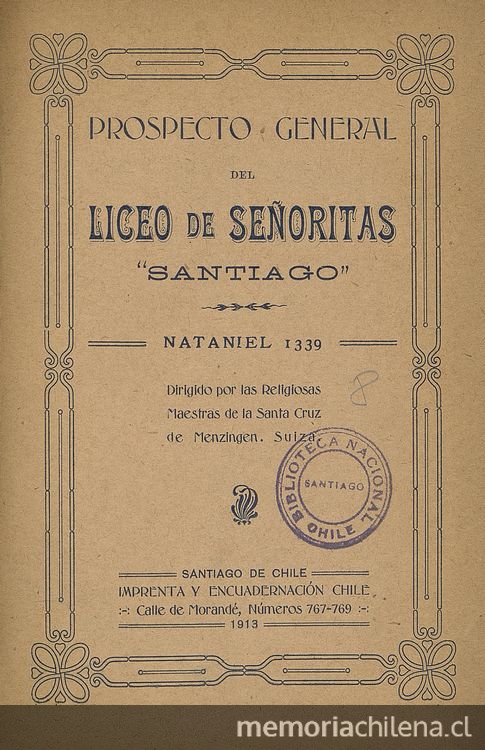 PROSPECTO GENERAL
DEL
LICEO DE SEÑORITAS
"SANTIAGO"
NATANIEL 1339
Dirigido por las Religiosas
Maestras de la Santa Cruz
de Menzingen. Suiza.
8
BIBLIOTECA NACIONAL
SANTIAGO
CHILE
SANTIAGO DE CHILE
IMPRENTA Y ENCUADERNACIÓN CHILE
:-: Calle de Morandé, Números 767-769 :-:
1913
memoriachilena.cl